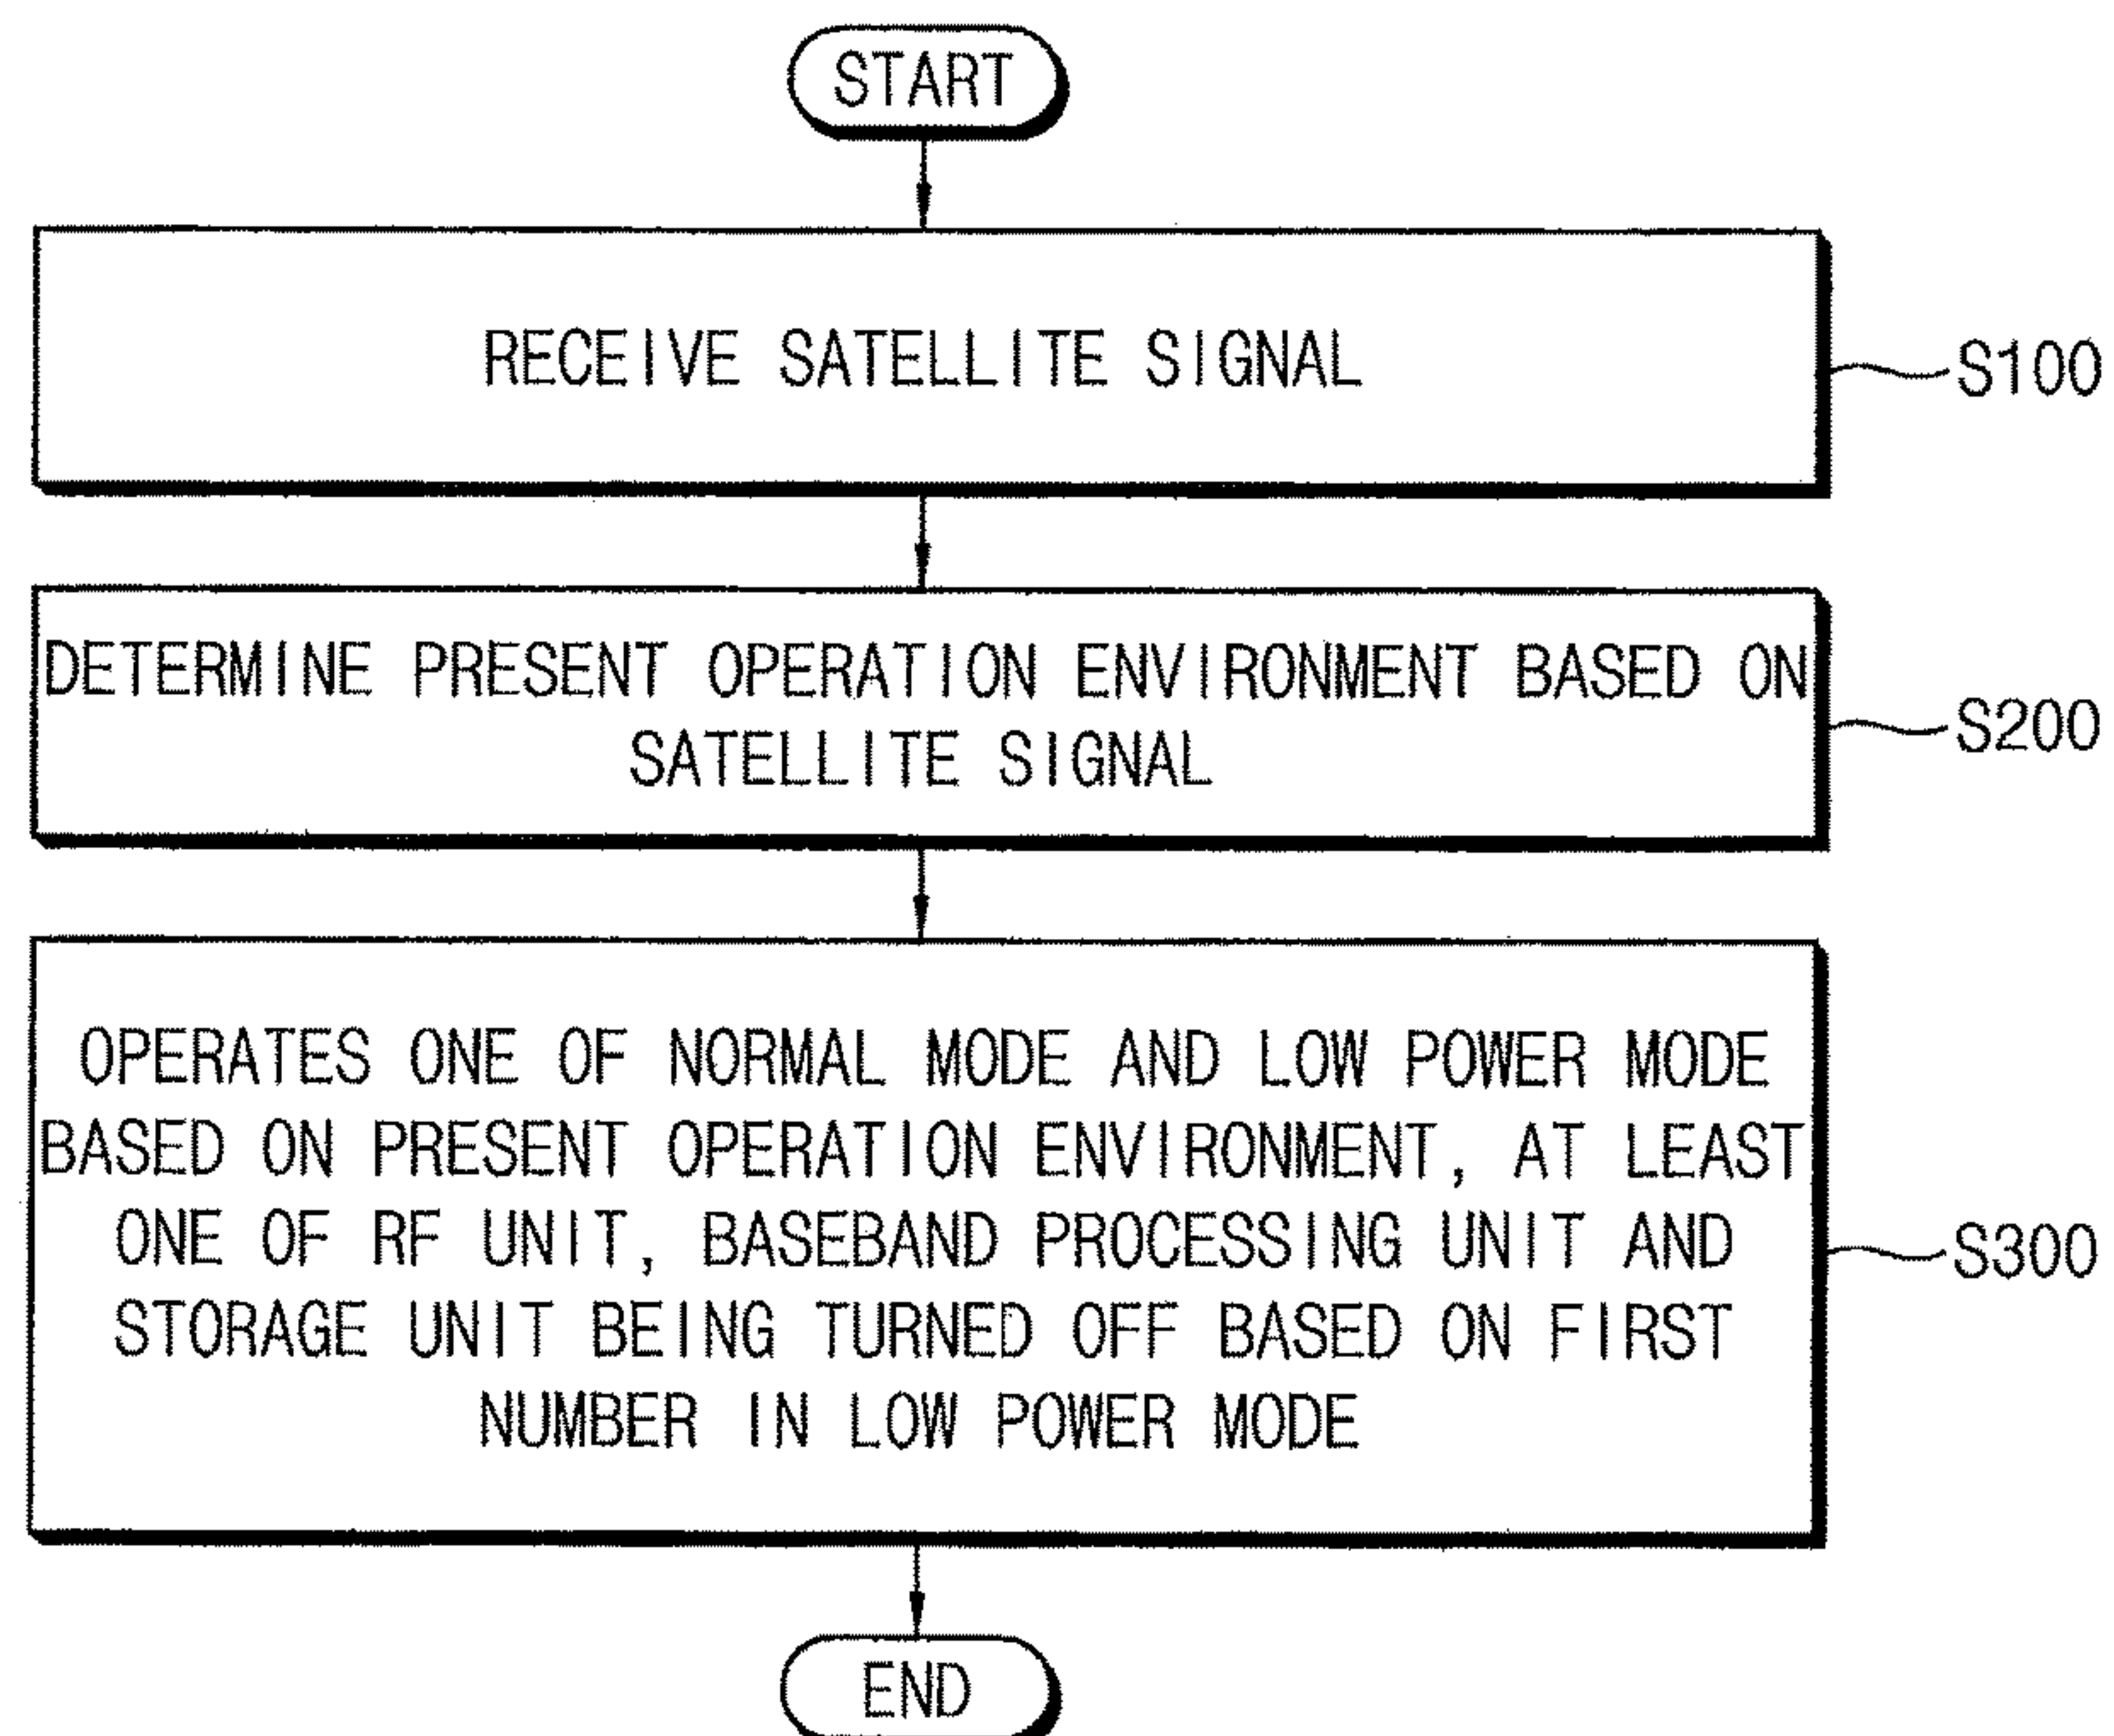 START
RECEIVE SATELLITE SIGNAL
S100
DETERMINE PRESENT OPERATION ENVIRONMENT BASED ON
SATELLITE SIGNAL
S200
OPERATES ONE OF NORMAL MODE AND LOW POWER MODE
BASED ON PRESENT OPERATION ENVIRONMENT, AT LEAST
ONE OF RF UNIT, BASEBAND PROCESSING UNIT AND
STORAGE UNIT BEING TURNED OFF BASED ON FIRST
NUMBER IN LOW POWER MODE
S300
END